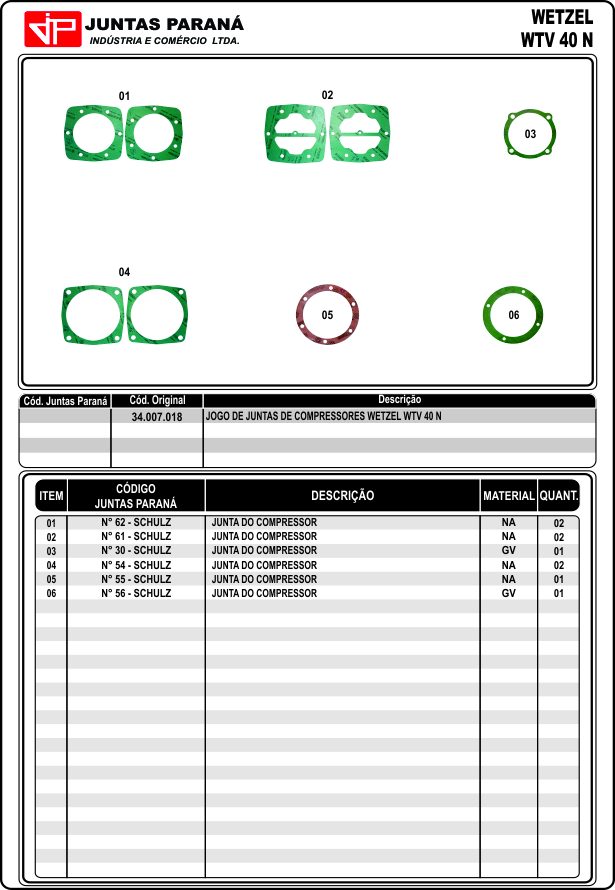 JP
JUNTAS PARANÁ
INDÚSTRIA E COMÉRCIO LTDA.
WETZEL
WTV 40 N
01
02
03
04
05
06
Cód. Juntas Paraná Cód. Original Descrição
34.007.018 JOGO DE JUNTAS DE COMPRESSORES WETZEL WTV 40 N
ITEM CÓDIGO JUNTAS PARANÁ DESCRIÇÃO MATERIAL QUANT.
01 N° 62 - SCHULZ JUNTA DO COMPRESSOR NA 02
02 N° 61 - SCHULZ JUNTA DO COMPRESSOR NA 02
03 N° 30 - SCHULZ JUNTA DO COMPRESSOR GV 01
04 N° 54 - SCHULZ JUNTA DO COMPRESSOR NA 02
05 N° 55 - SCHULZ JUNTA DO COMPRESSOR NA 01
06 N° 56 - SCHULZ JUNTA DO COMPRESSOR GV 01